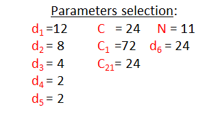 Parameters selection:
d₁ =12 C = 24 N = 11
d₂ = 8 C₁ =72 d₆ = 24
d₃ = 4 C₂₁= 24
d₄ = 2
d₅ = 2